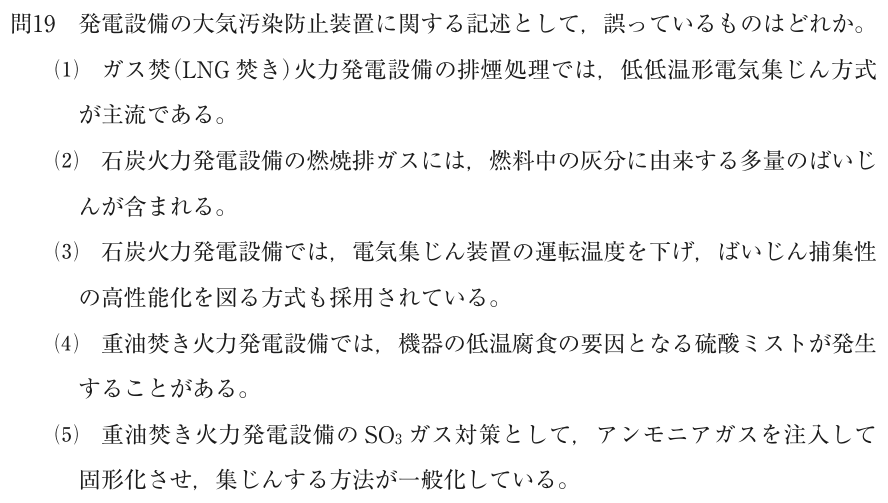 問19　発電設備の大気汚染防止装置に関する記述として，誤っているものはどれか。
⑴　ガス焚(LNG 焚き)火力発電設備の排煙処理では，低低温形電気集じん方式
が主流である。
⑵　石炭火力発電設備の燃焼排ガスには，燃料中の灰分に由来する多量のばいじ
んが含まれる。
⑶　石炭火力発電設備では，電気集じん装置の運転温度を下げ，ばいじん捕集性
の高性能化を図る方式も採用されている。
⑷　重油焚き火力発電設備では，機器の低温腐食の要因となる硫酸ミストが発生
することがある。
⑸　重油焚き火力発電設備の SO₃ ガス対策として，アンモニアガスを注入して
固形化させ，集じんする方法が一般化している。